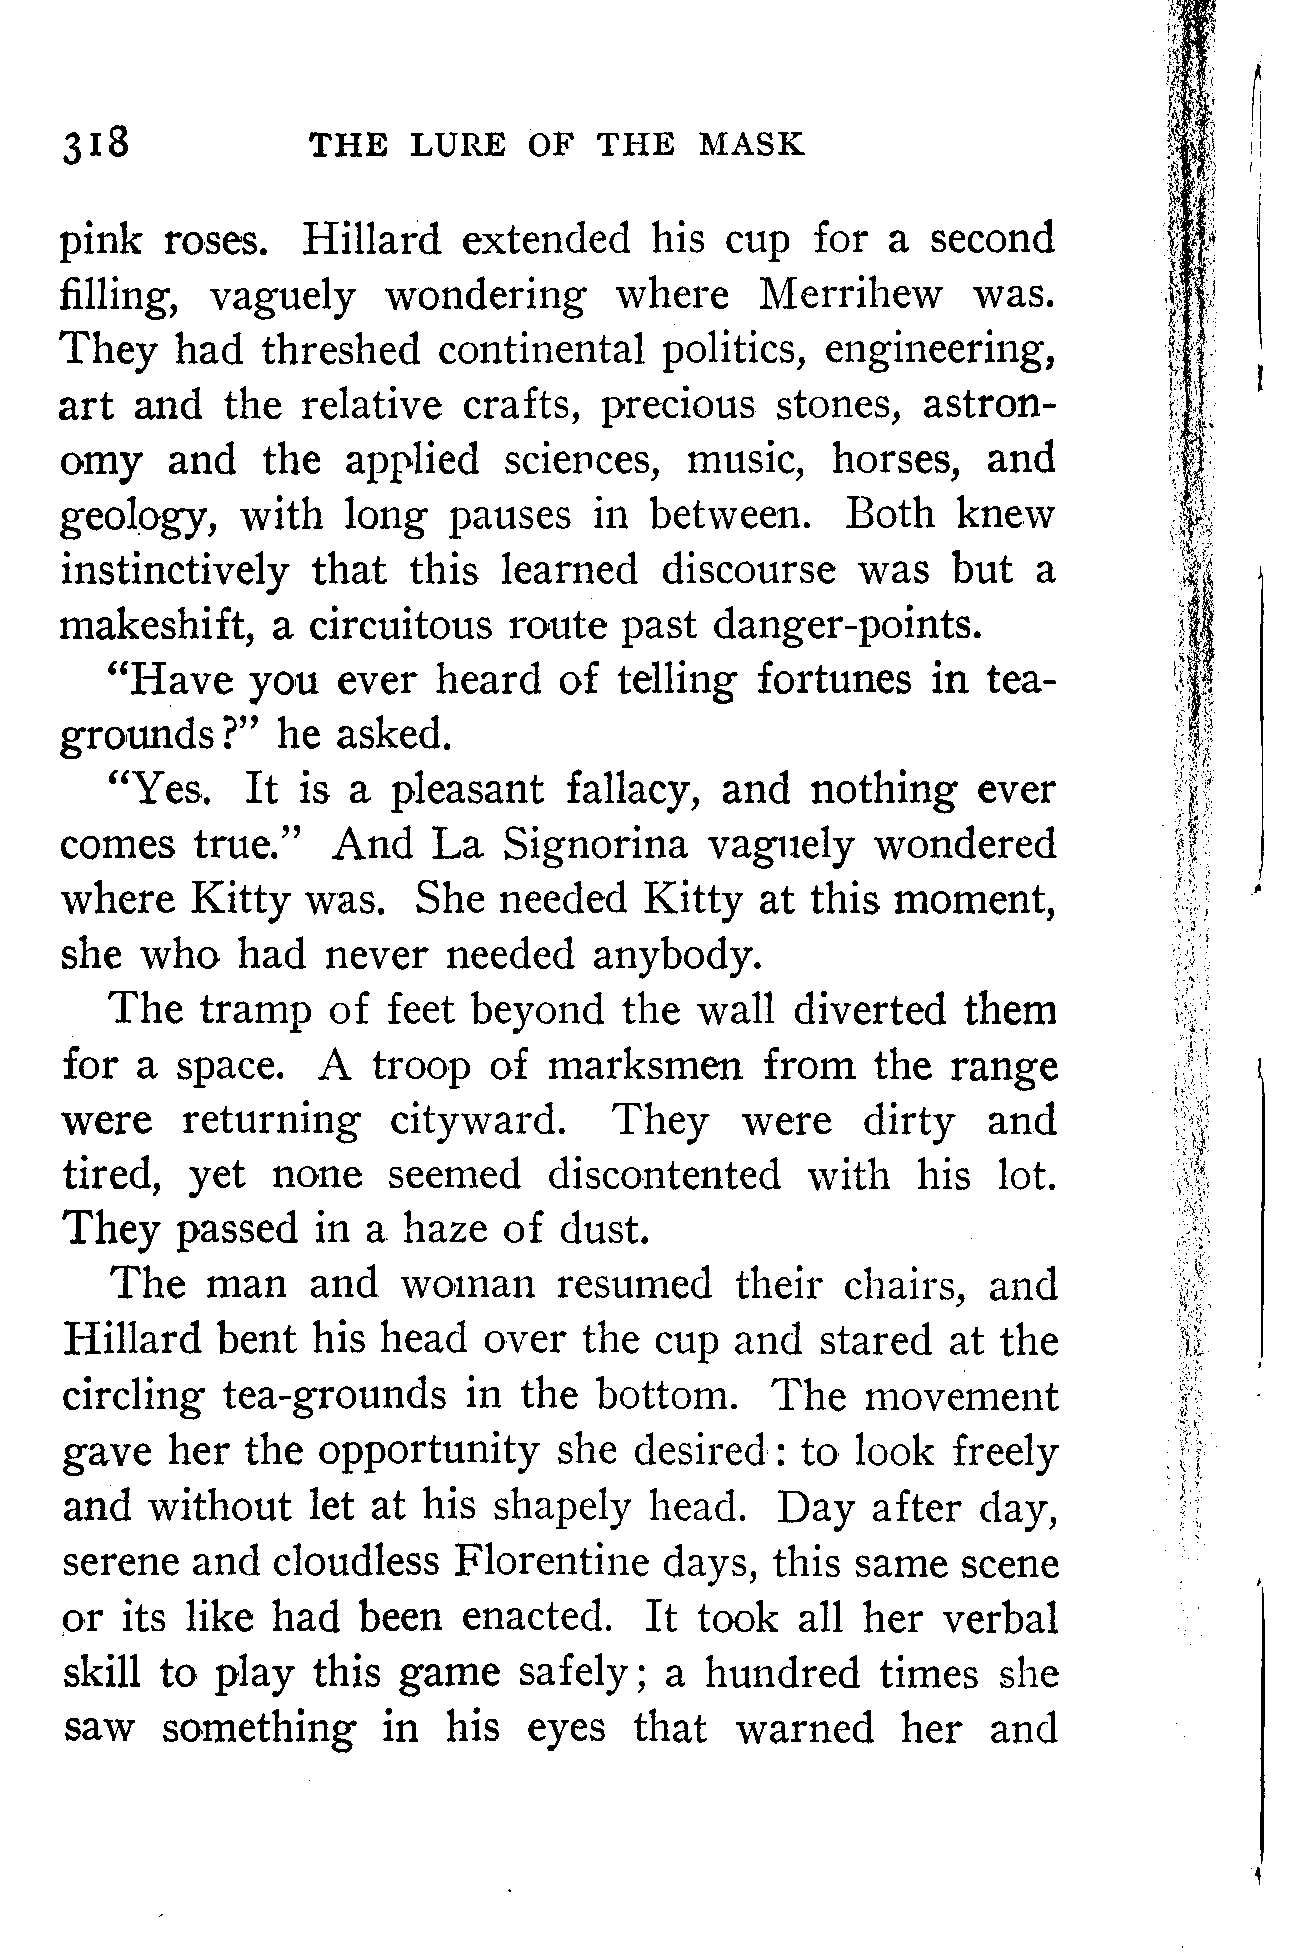 318 THE LURE OF THE MASK
pink roses. Hillard extended his cup for a second
filling, vaguely wondering where Merrihew was.
They had threshed continental politics, engineering,
art and the relative crafts, precious stones, astron-
omy and the applied sciences, music, horses, and
geology, with long pauses in between. Both knew
instinctively that this learned discourse was but a
makeshift, a circuitous route past danger-points.
“Have you ever heard of telling fortunes in tea-
grounds?” he asked.
“Yes. It is a pleasant fallacy, and nothing ever
comes true.” And La Signorina vaguely wondered
where Kitty was. She needed Kitty at this moment,
she who had never needed anybody.
The tramp of feet beyond the wall diverted them
for a space. A troop of marksmen from the range
were returning cityward. They were dirty and
tired, yet none seemed discontented with his lot.
They passed in a haze of dust.
The man and woman resumed their chairs, and
Hillard bent his head over the cup and stared at the
circling tea-grounds in the bottom. The movement
gave her the opportunity she desired: to look freely
and without let at his shapely head. Day after day,
serene and cloudless Florentine days, this same scene
or its like had been enacted. It took all her verbal
skill to play this game safely; a hundred times she
saw something in his eyes that warned her and